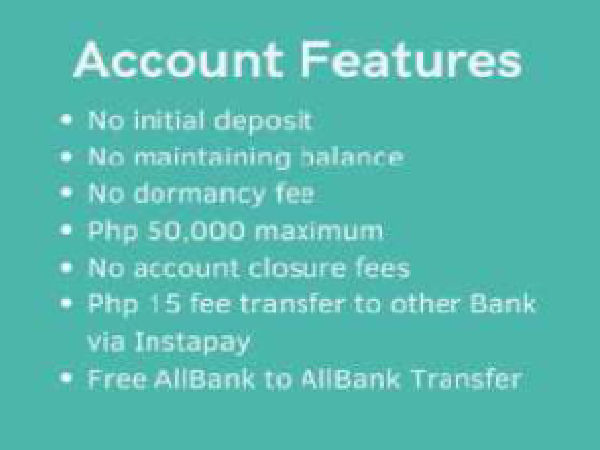 Account Features
• No initial deposit
• No maintaining balance
• No dormancy fee
• Php 50,000 maximum
• No account closure fees
• Php 15 fee transfer to other Bank
via Instapay
• Free AllBank to AllBank Transfer